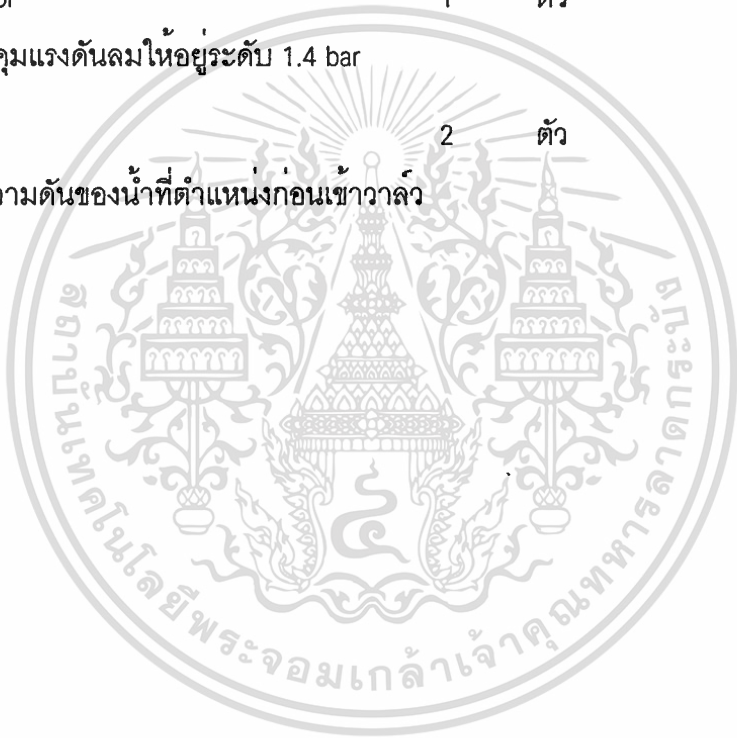 คุมแรงดันลมให้อยู่ระดับ 1.4 bar
2 ตัว
วามดันของน้ำที่ตำแหน่งก่อนเข้าวาล์ว
สถาบันเทคโนโลยีพระจอมเกล้าเจ้าคุณทหารลาดกระบัง